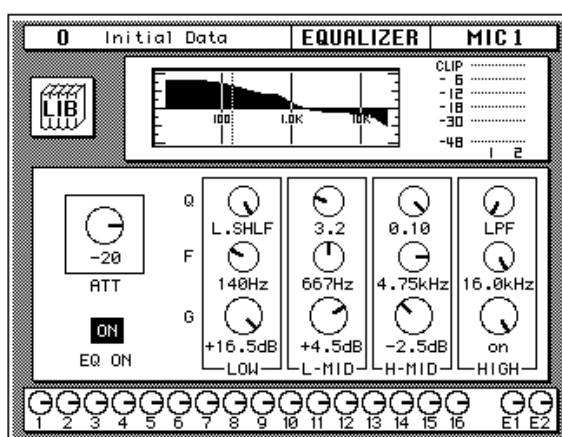 0 Initial Data EQUALIZER MIC 1
LIB
100 1.0K 10K
CLIP
- 6
-12
-18
-30
-48
1 2
Q L.SHLF 3.2 0.10 LPF
-20
ATT
F 140Hz 667Hz 4.75kHz 16.0kHz
ON
EQ ON
G +16.5dB +4.5dB -2.5dB on
LOW L-MID H-MID HIGH
1 2 3 4 5 6 7 8 9 10 11 12 13 14 15 16 E1 E2